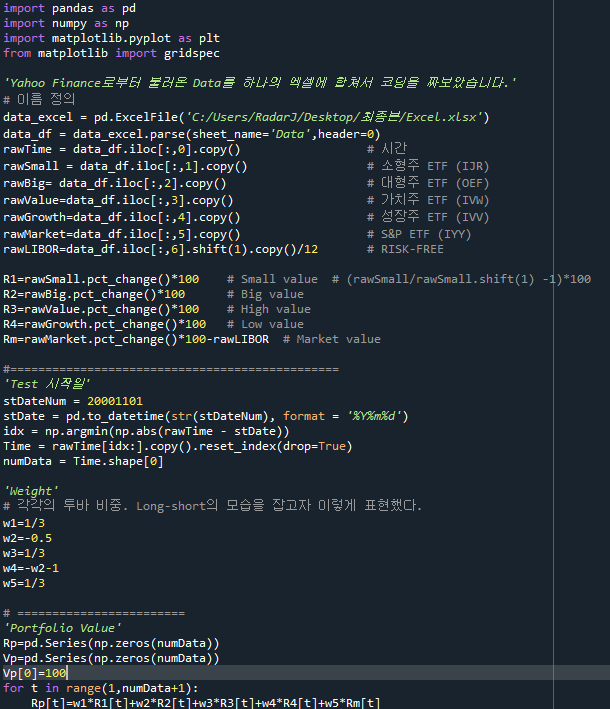 import pandas as pd
import numpy as np
import matplotlib.pyplot as plt
from matplotlib import gridspec
'Yahoo Finance로부터 불러온 Data를 하나의 엑셀에 합쳐서 코딩을 짜보았습니다.'
# 이름 정의
data_excel = pd.ExcelFile('C:/Users/RadarJ/Desktop/최종본/Excel.xlsx')
data_df = data_excel.parse(sheet_name='Data',header=0)
rawTime = data_df.iloc[:,0].copy() # 시간
rawSmall = data_df.iloc[:,1].copy() # 소형주 ETF (IJR)
rawBig= data_df.iloc[:,2].copy() # 대형주 ETF (OEF)
rawValue=data_df.iloc[:,3].copy() # 가치주 ETF (IVW)
rawGrowth=data_df.iloc[:,4].copy() # 성장주 ETF (IVV)
rawMarket=data_df.iloc[:,5].copy() # S&P ETF (IYY)
rawLIBOR=data_df.iloc[:,6].shift(1).copy()/12 # RISK-FREE
R1=rawSmall.pct_change()*100 # Small value # (rawSmall/rawSmall.shift(1) -1)*100
R2=rawBig.pct_change()*100 # Big value
R3=rawValue.pct_change()*100 # High value
R4=rawGrowth.pct_change()*100 # Low value
Rm=rawMarket.pct_change()*100-rawLIBOR # Market value
#===============================================
'Test 시작일'
stDateNum = 20001101
stDate = pd.to_datetime(str(stDateNum), format = '%Y%m%d')
idx = np.argmin(np.abs(rawTime - stDate))
Time = rawTime[idx:].copy().reset_index(drop=True)
numData = Time.shape[0]
'Weight'
# 각각의 투바 비중. Long-short의 모습을 잡고자 이렇게 표현했다.
w1=1/3
w2=-0.5
w3=1/3
w4=-w2-1
w5=1/3
# ========================
'Portfolio Value'
Rp=pd.Series(np.zeros(numData))
Vp=pd.Series(np.zeros(numData))
Vp[0]=100
for t in range(1,numData+1):
Rp[t]=w1*R1[t]+w2*R2[t]+w3*R3[t]+w4*R4[t]+w5*Rm[t]